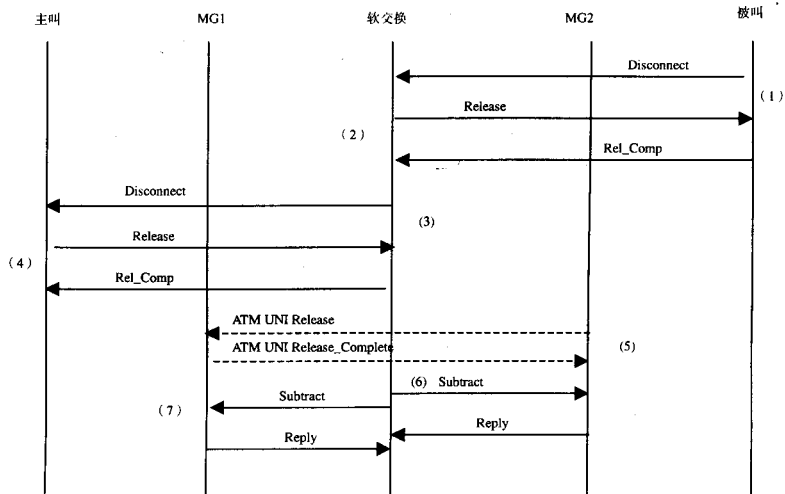 主叫 MG1 软交换 MG2 被叫
Disconnect
(1)
Release
(2)
Rel_Comp
Disconnect
(3)
Release
(4)
Rel_Comp
ATM UNI Release
ATM UNI Release_Complete
(5)
(6) Subtract
Subtract
(7)
Reply
Reply